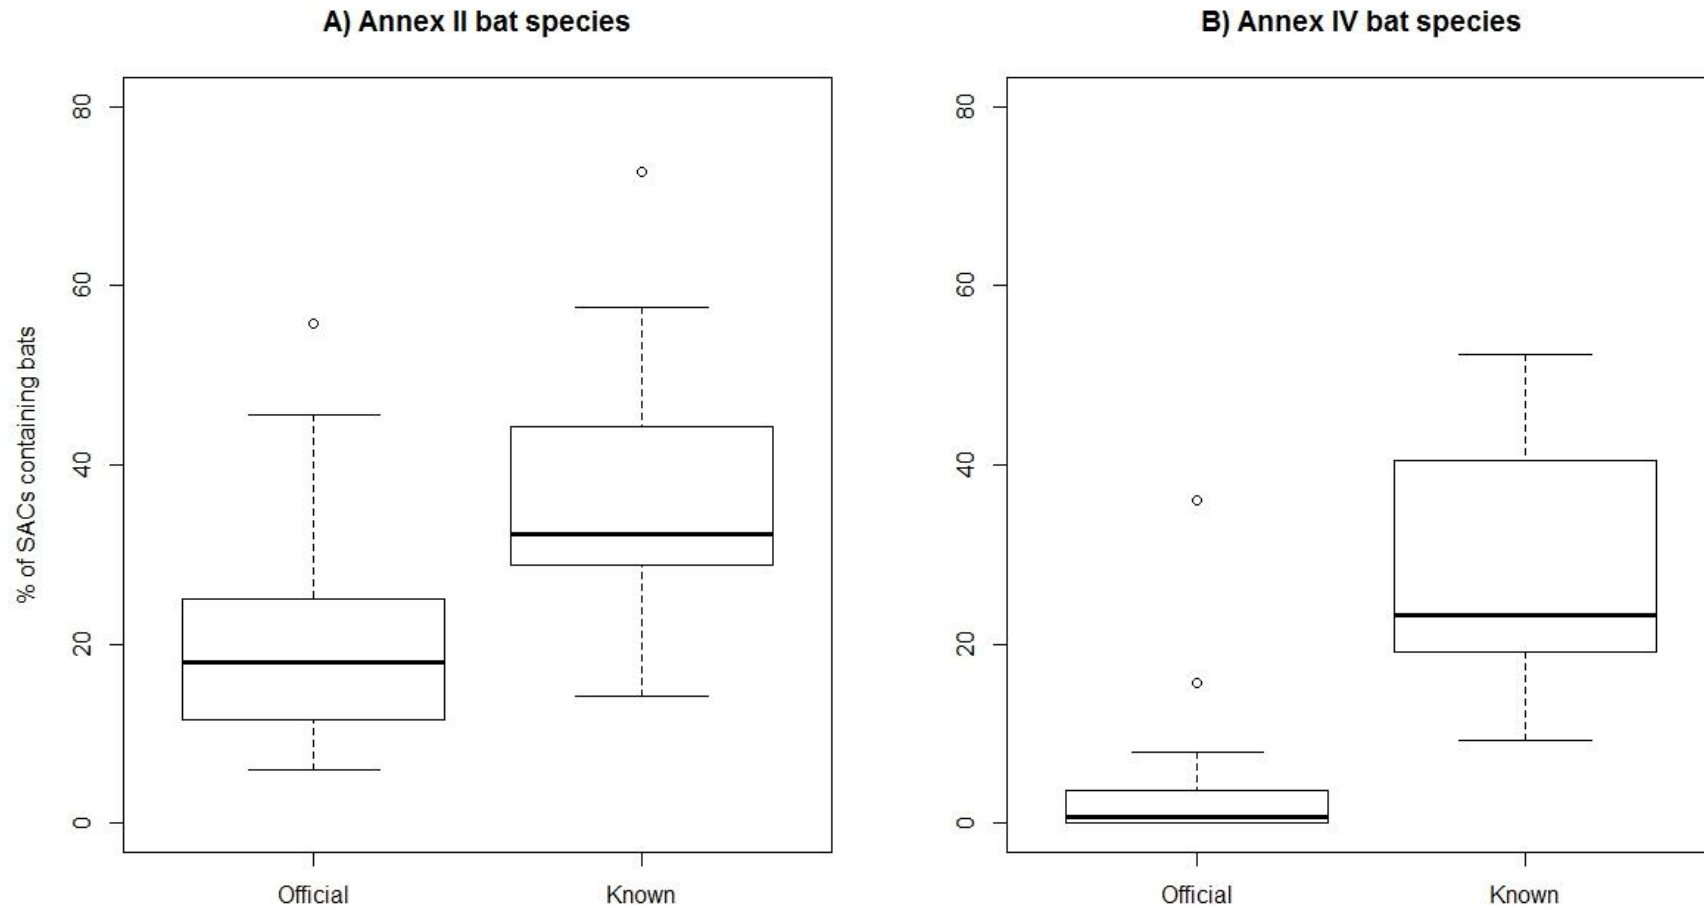 A) Annex II bat species
B) Annex IV bat species
% of SACs containing bats
80
60
40
20
0
Official
Known
80
60
40
20
0
Official
Known